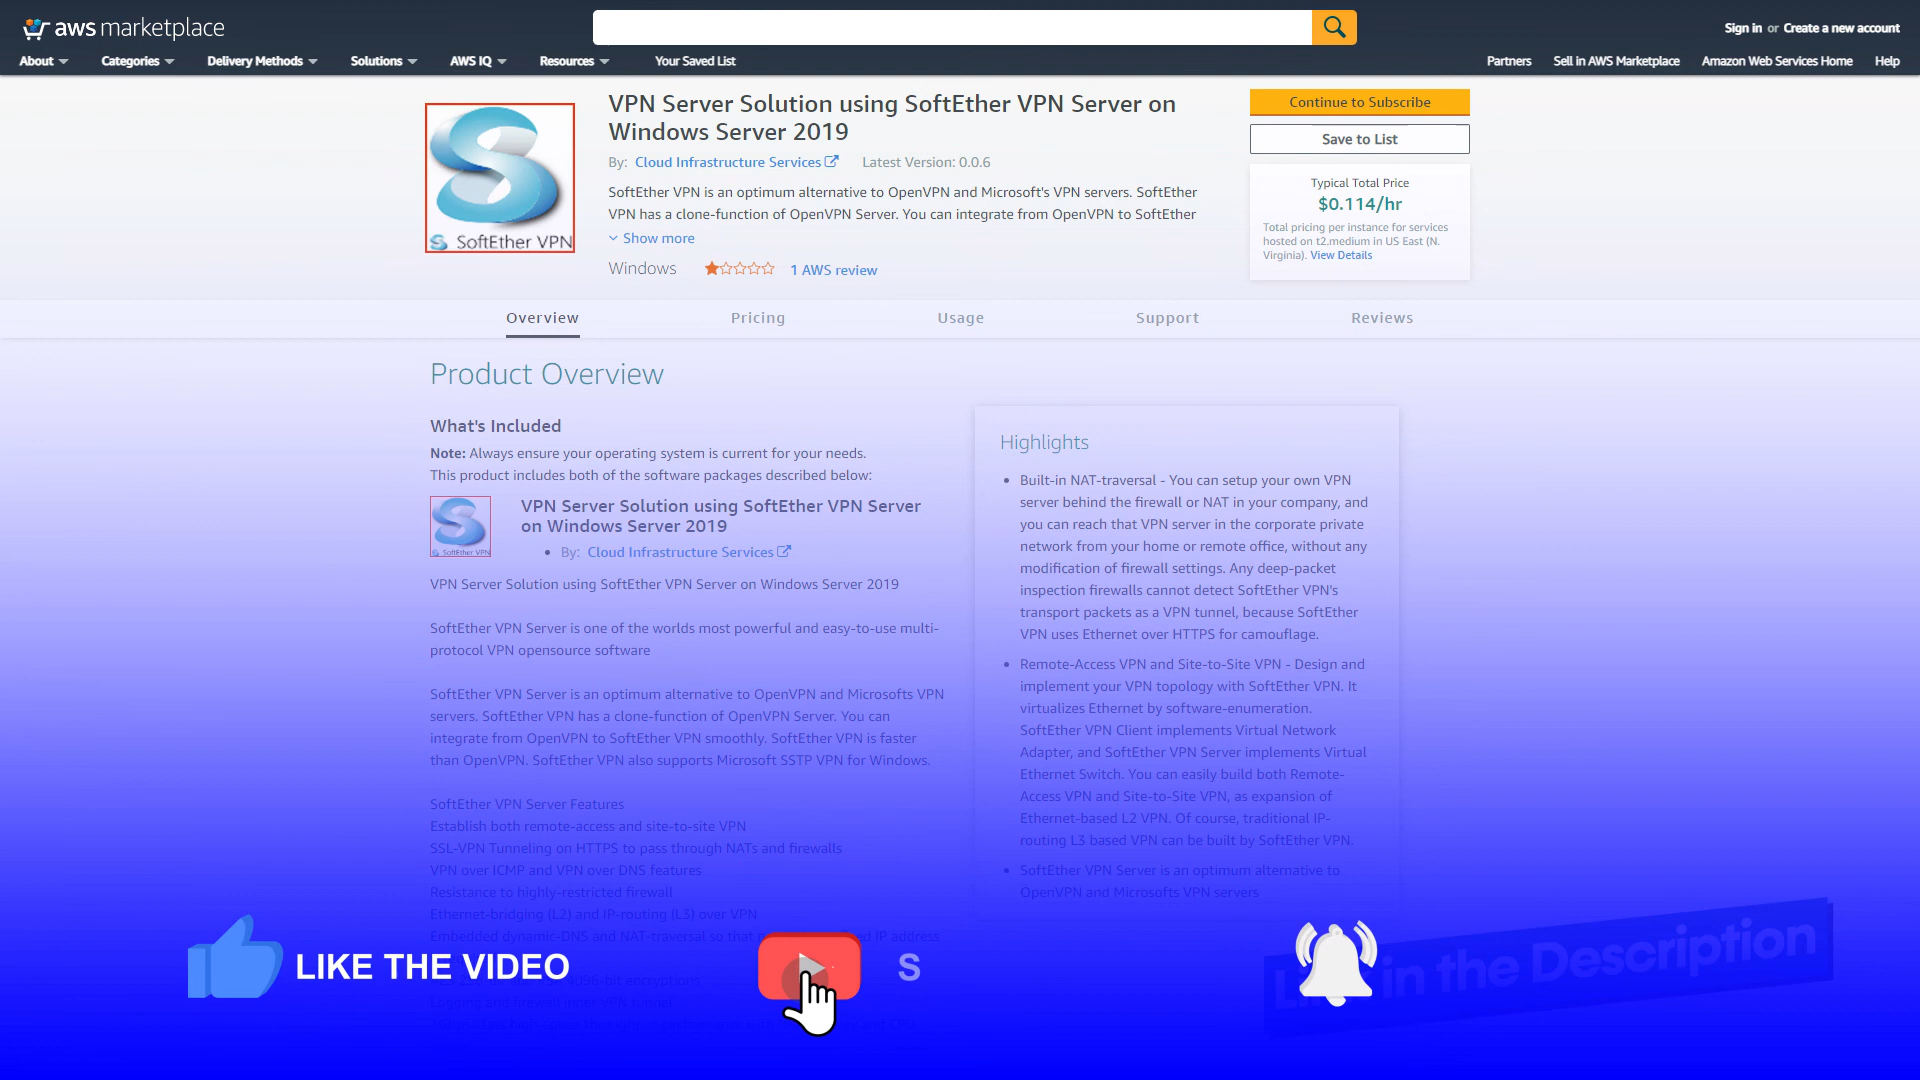 aws marketplace
Sign in or Create a new account
About Categories Delivery Methods Solutions AWS IQ Resources Your Saved List Partners Sell in AWS Marketplace Amazon Web Services Home Help
SoftEther VPN
VPN Server Solution using SoftEther VPN Server on
Windows Server 2019
By: Cloud Infrastructure Services Latest Version: 0.0.6
SoftEther VPN is an optimum alternative to OpenVPN and Microsoft's VPN servers. SoftEther
VPN has a clone-function of OpenVPN Server. You can integrate from OpenVPN to SoftEther
Show more
Windows 1 AWS review
Continue to Subscribe
Save to List
Typical Total Price
$0.114/hr
Total pricing per instance for services
hosted on t2.medium in US East (N.
Virginia). View Details
Overview Pricing Usage Support Reviews
Product Overview
What's Included
Note: Always ensure your operating system is current for your needs.
This product includes both of the software packages described below:
SoftEther VPN
VPN Server Solution using SoftEther VPN Server
on Windows Server 2019
By: Cloud Infrastructure Services
VPN Server Solution using SoftEther VPN Server on Windows Server 2019
SoftEther VPN Server is one of the worlds most powerful and easy-to-use multi-
protocol VPN opensource software
SoftEther VPN Server is an optimum alternative to OpenVPN and Microsofts VPN
servers. SoftEther VPN has a clone-function of OpenVPN Server. You can
integrate from OpenVPN to SoftEther VPN smoothly. SoftEther VPN is faster
than OpenVPN. SoftEther VPN also supports Microsoft SSTP VPN for Windows.
SoftEther VPN Server Features
Establish both remote-access and site-to-site VPN
SSL-VPN Tunneling on HTTPS to pass through NATs and firewalls
VPN over ICMP and VPN over DNS features
Resistance to highly-restricted firewall
Ethernet-bridging (L2) and IP-routing (L3) over VPN
Embedded dynamic-DNS and NAT-traversal so that IP address
4096-bit encryptions
Highlights
Built-in NAT-traversal - You can setup your own VPN
server behind the firewall or NAT in your company, and
you can reach that VPN server in the corporate private
network from your home or remote office, without any
modification of firewall settings. Any deep-packet
inspection firewalls cannot detect SoftEther VPN's
transport packets as a VPN tunnel, because SoftEther
VPN uses Ethernet over HTTPS for camouflage.
Remote-Access VPN and Site-to-Site VPN - Design and
implement your VPN topology with SoftEther VPN. It
virtualizes Ethernet by software-enumeration.
SoftEther VPN Client implements Virtual Network
Adapter, and SoftEther VPN Server implements Virtual
Ethernet Switch. You can easily build both Remote-
Access VPN and Site-to-Site VPN, as expansion of
Ethernet-based L2 VPN. Of course, traditional IP-
routing L3 based VPN can be built by SoftEther VPN.
SoftEther VPN Server is an optimum alternative to
OpenVPN and Microsofts VPN servers
LIKE THE VIDEO
S
in the Description